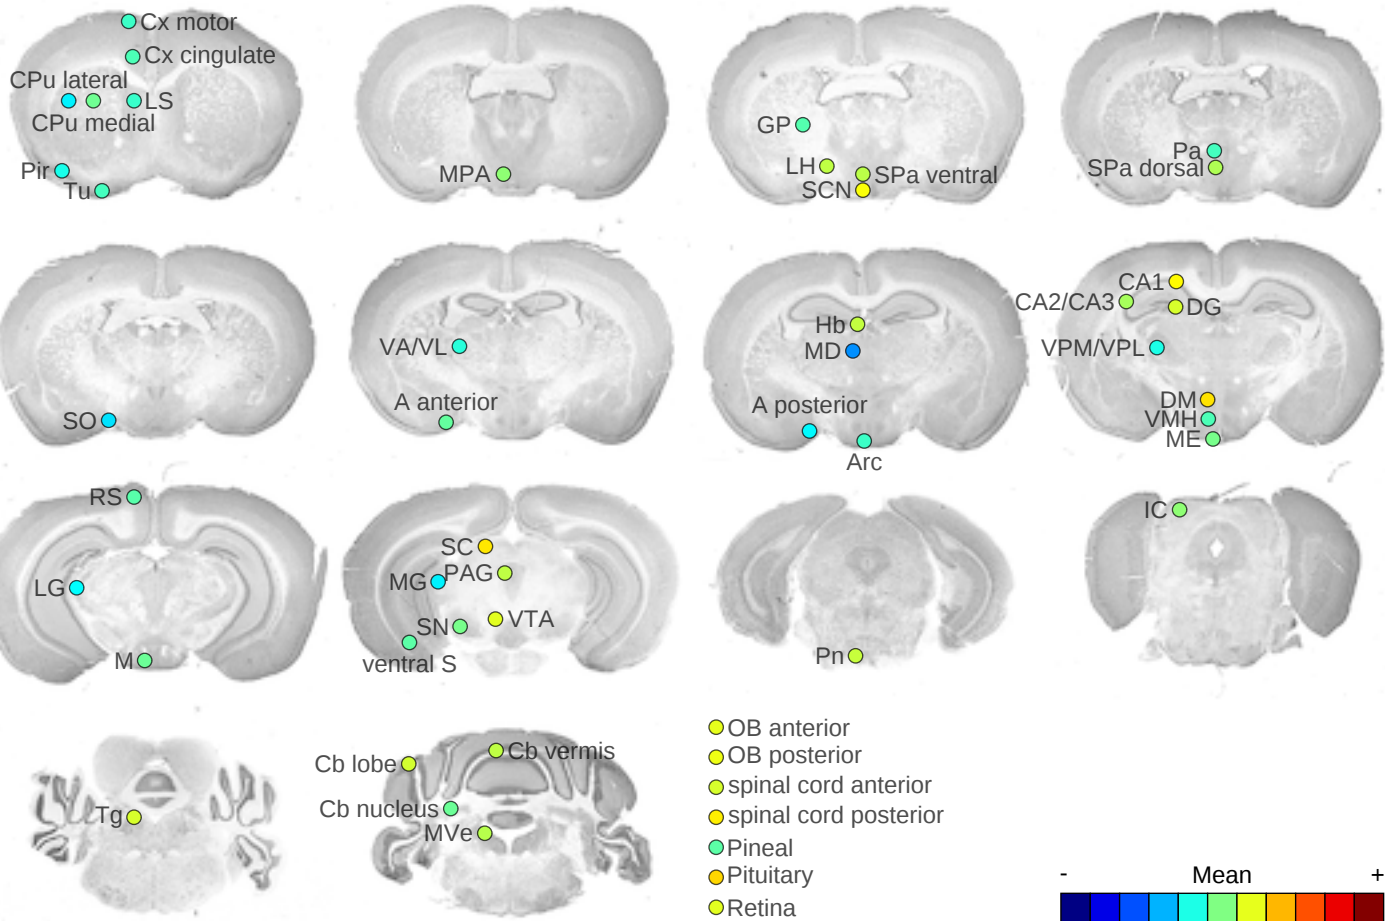 Cx motor
Cx cingulate
CPu lateral
LS
CPu medial
Pir
Tu
MPA
GP
LH
SPa ventral
SCN
Pa
SPa dorsal
SO
VA/VL
A anterior
Hb
MD
A posterior
Arc
CA1
CA2/CA3
DG
VPM/VPL
DM
VMH
ME
RS
LG
M
SC
MG
PAG
SN
VTA
ventral S
Pn
IC
Tg
Cb lobe
Cb vermis
Cb nucleus
MVe
OB anterior
OB posterior
spinal cord anterior
spinal cord posterior
Pineal
Pituitary
Retina
- Mean +